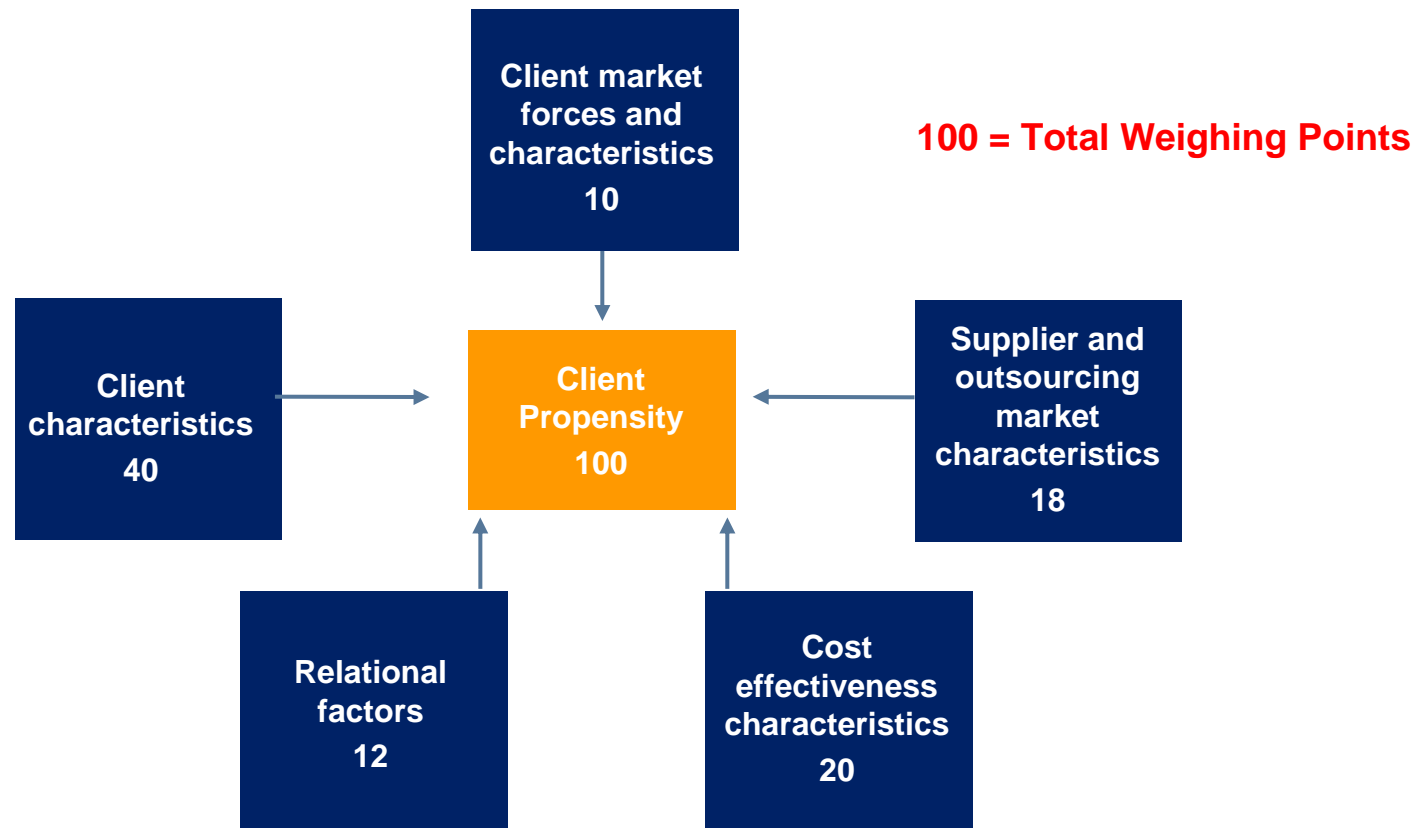 Client market
forces and
characteristics
10
100 = Total Weighing Points
Client
characteristics
40
Client
Propensity
100
Supplier and
outsourcing
market
characteristics
18
Relational
factors
12
Cost
effectiveness
characteristics
20